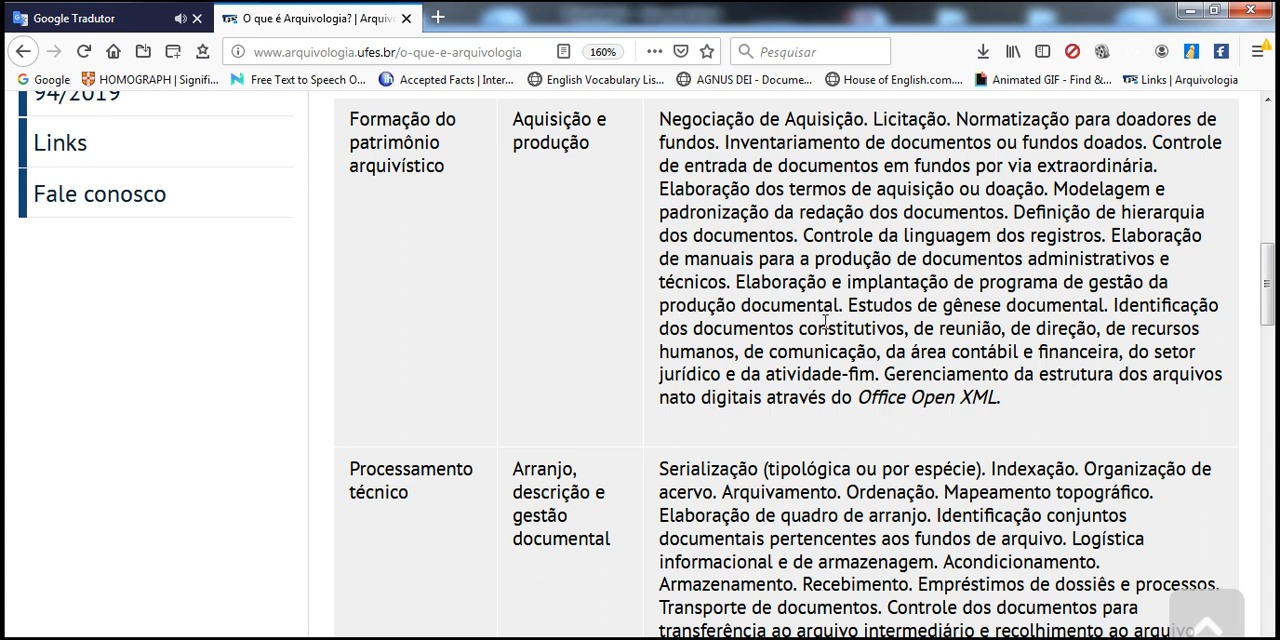 Google Tradutor
O que é Arquivologia? | Arquivo
www.arquivologia.ufes.br/o-que-e-arquivologia
160%
Pesquisar
Google
HOMOGRAPH | Signifi...
Free Text to Speech O...
Accepted Facts | Inter...
English Vocabulary Lis...
AGNUS DEI - Docume...
House of English.com....
Animated GIF - Find &...
Links | Arquivologia
94/2019
Links
Fale conosco
Formação do
patrimônio
arquivístico
Aquisição e
produção
Negociação de Aquisição. Licitação. Normatização para doadores de
fundos. Inventariamento de documentos ou fundos doados. Controle
de entrada de documentos em fundos por via extraordinária.
Elaboração dos termos de aquisição ou doação. Modelagem e
padronização da redação dos documentos. Definição de hierarquia
dos documentos. Controle da linguagem dos registros. Elaboração
de manuais para a produção de documentos administrativos e
técnicos. Elaboração e implantação de programa de gestão da
produção documental. Estudos de gênese documental. Identificação
dos documentos constitutivos, de reunião, de direção, de recursos
humanos, de comunicação, da área contábil e financeira, do setor
jurídico e da atividade-fim. Gerenciamento da estrutura dos arquivos
nato digitais através do Office Open XML.
Processamento
técnico
Arranjo,
descrição e
gestão
documental
Serialização (tipológica ou por espécie). Indexação. Organização de
acervo. Arquivamento. Ordenação. Mapeamento topográfico.
Elaboração de quadro de arranjo. Identificação conjuntos
documentais pertencentes aos fundos de arquivo. Logística
informacional e de armazenagem. Acondicionamento.
Armazenamento. Recebimento. Empréstimos de dossiês e processos.
Transporte de documentos. Controle dos documentos para
transferência ao arquivo intermediário e recolhimento ao arquivo